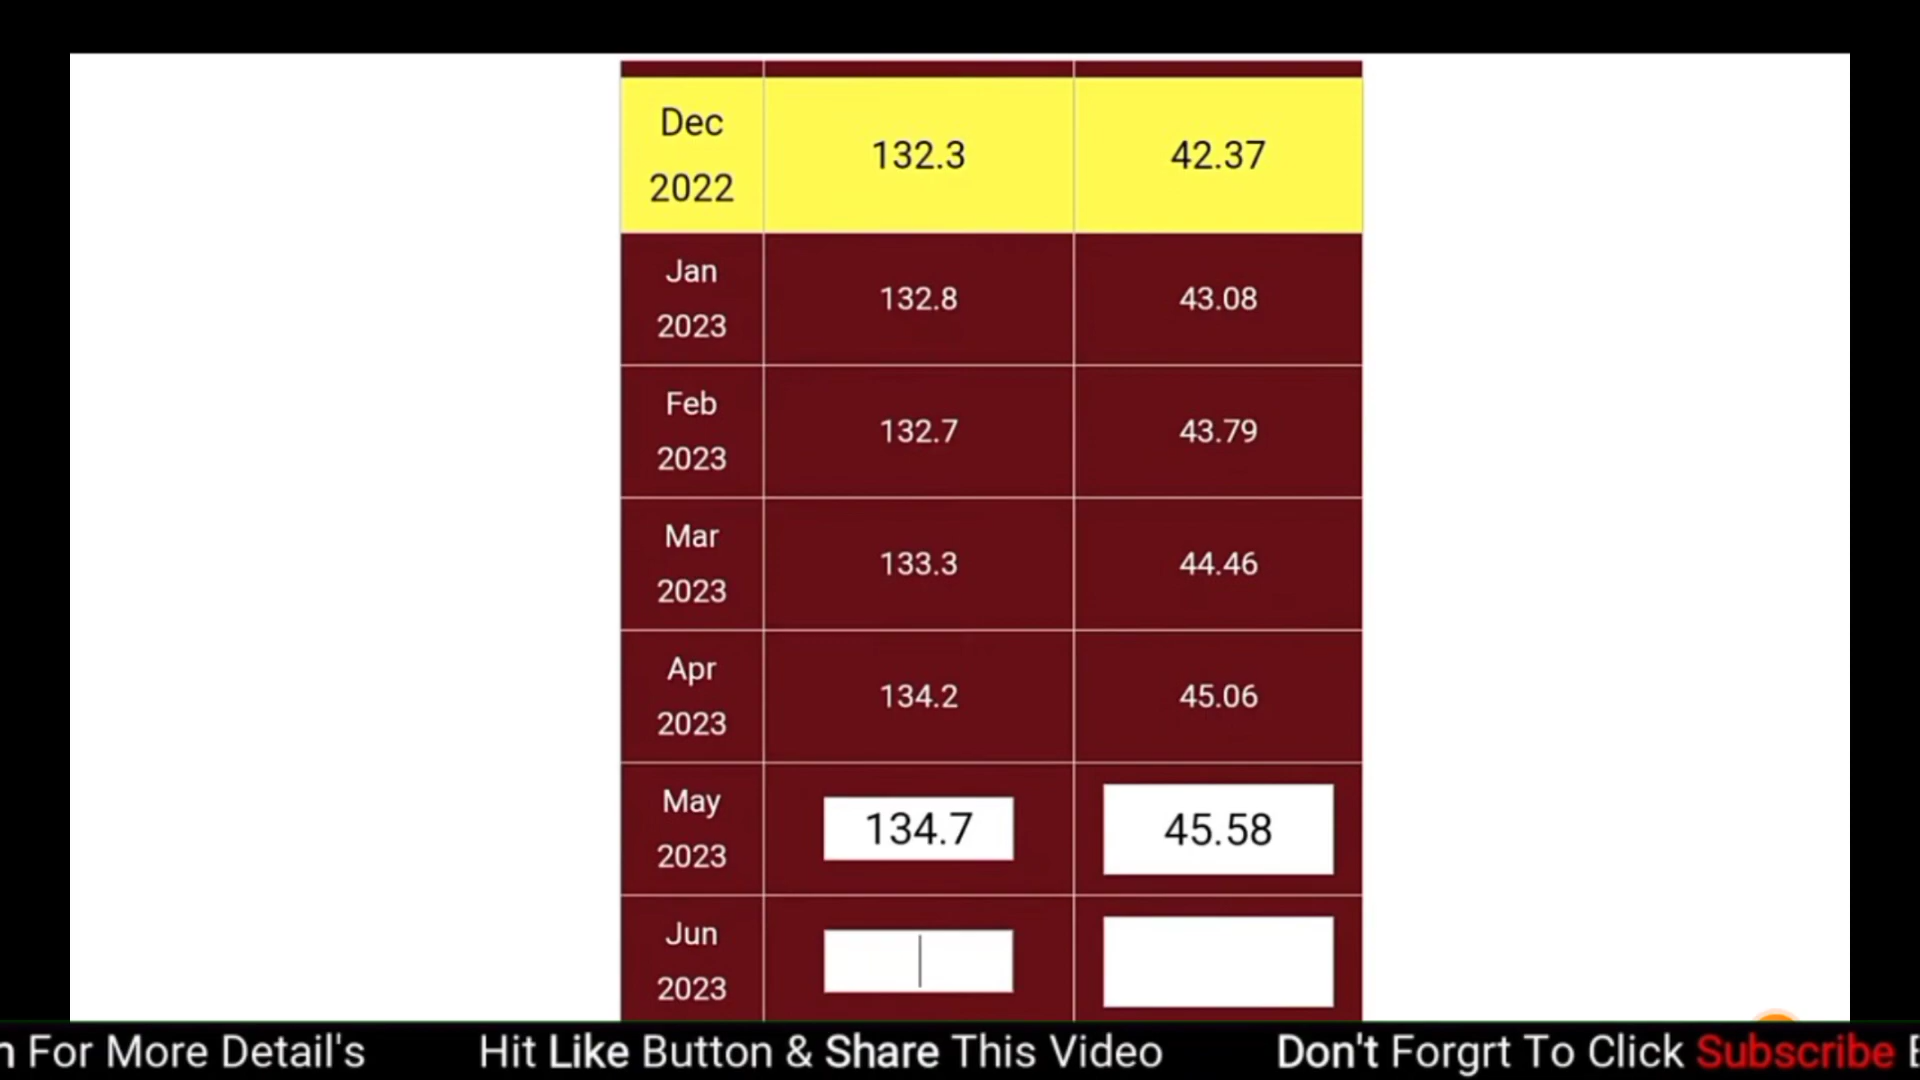 Dec
2022
132.3
42.37
Jan
2023
132.8
43.08
Feb
2023
132.7
43.79
Mar
2023
133.3
44.46
Apr
2023
134.2
45.06
May
2023
134.7
45.58
Jun
2023
n For More Detail's Hit Like Button & Share This Video Don't Forgrt To Click Subscribe